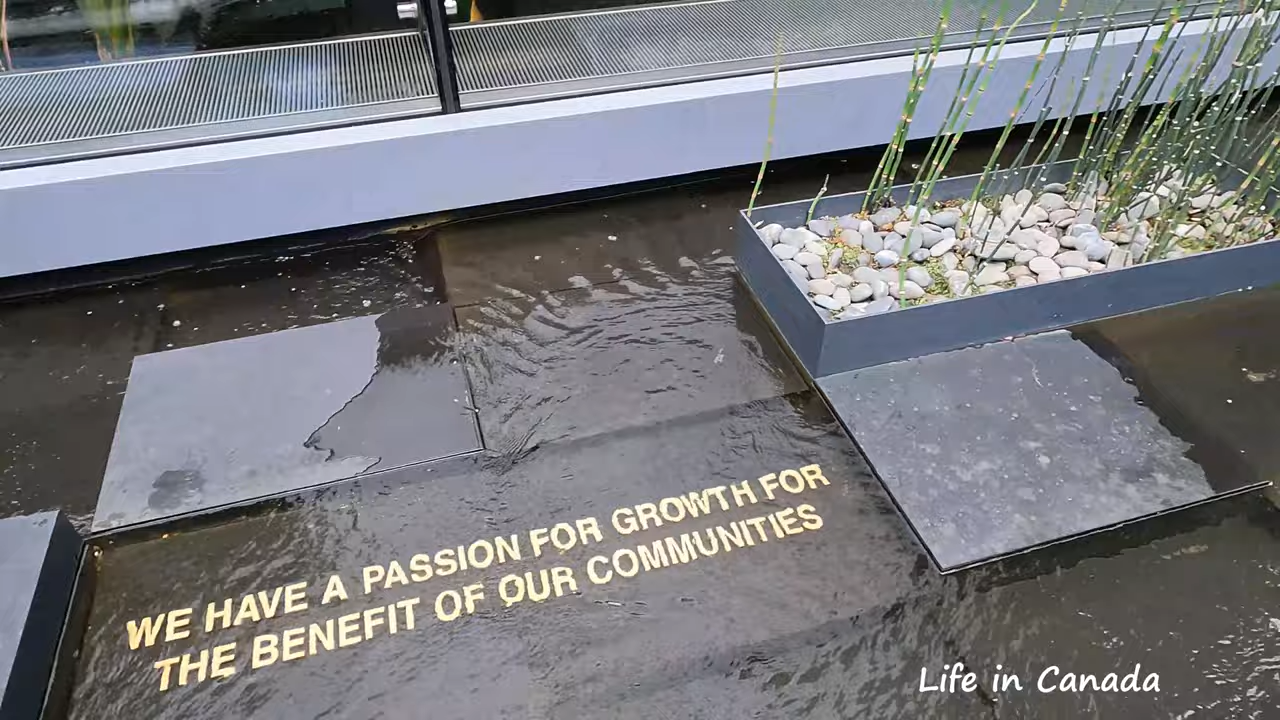 WE HAVE A PASSION FOR GROWTH FOR
THE BENEFIT OF OUR COMMUNITIES
Life in Canada